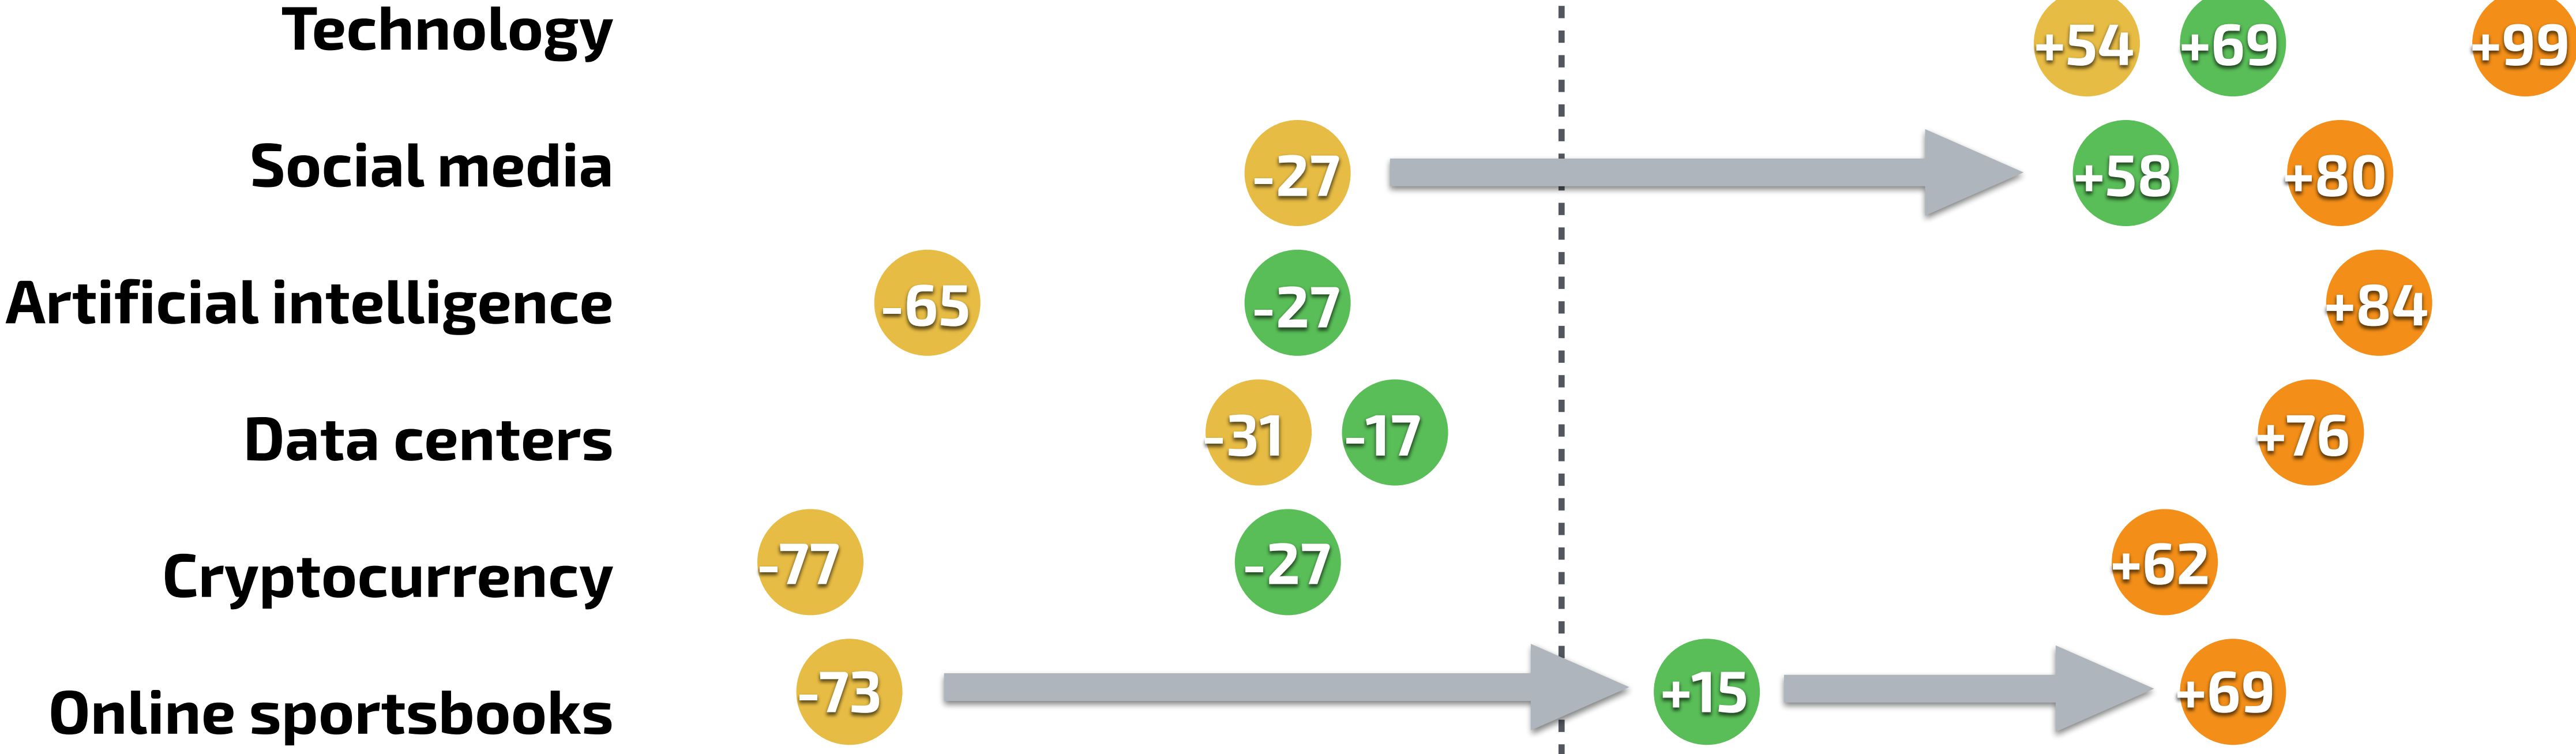 Technology +54 +69 +99
Social media -27 +58 +80
Artificial intelligence -65 -27 +84
Data centers -31 -17 +76
Cryptocurrency -77 -27 +62
Online sportsbooks -73 +15 +69